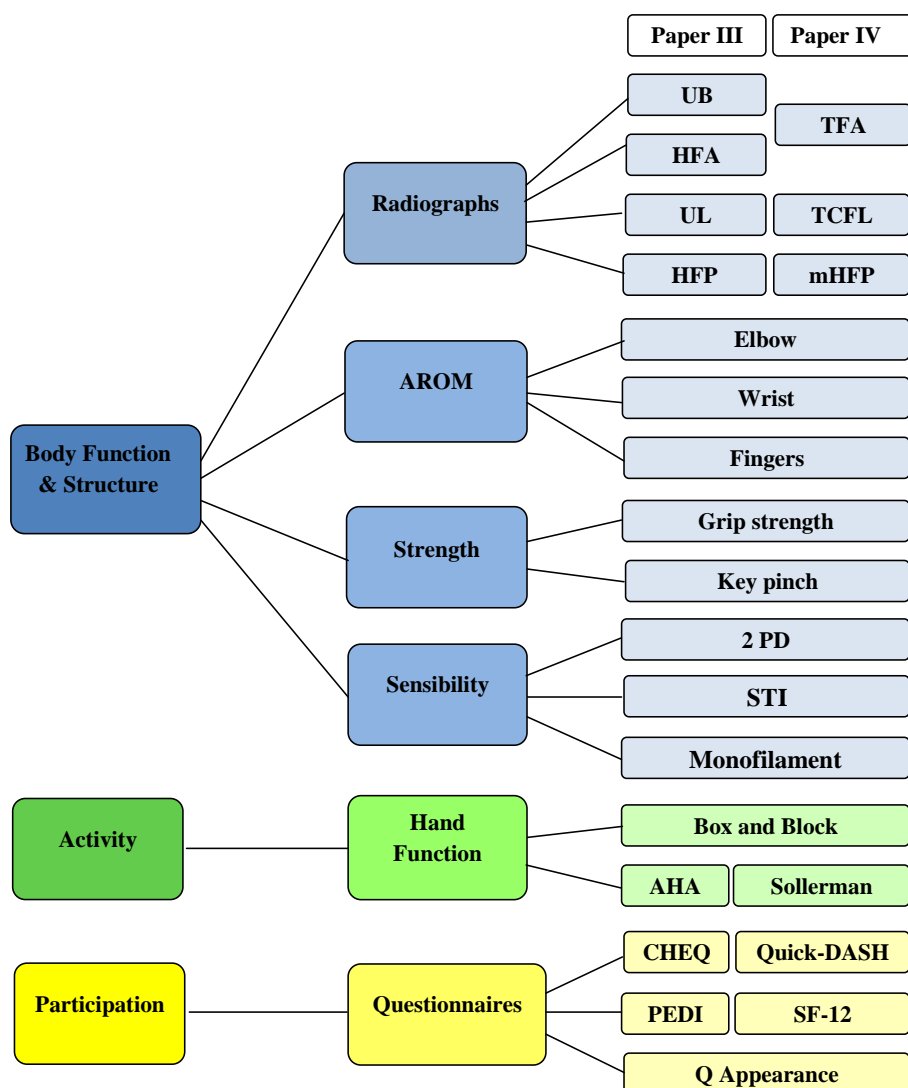 Paper III Paper IV
UB
TFA
HFA
Radiographs
UL TCFL
HFP mHFP
Elbow
AROM
Wrist
Body Function
& Structure
Fingers
Grip strength
Strength
Key pinch
2 PD
Sensibility
STI
Monofilament
Activity
Hand
Function
Box and Block
AHA Sollerman
CHEQ Quick-DASH
Participation
Questionnaires
PEDI SF-12
Q Appearance